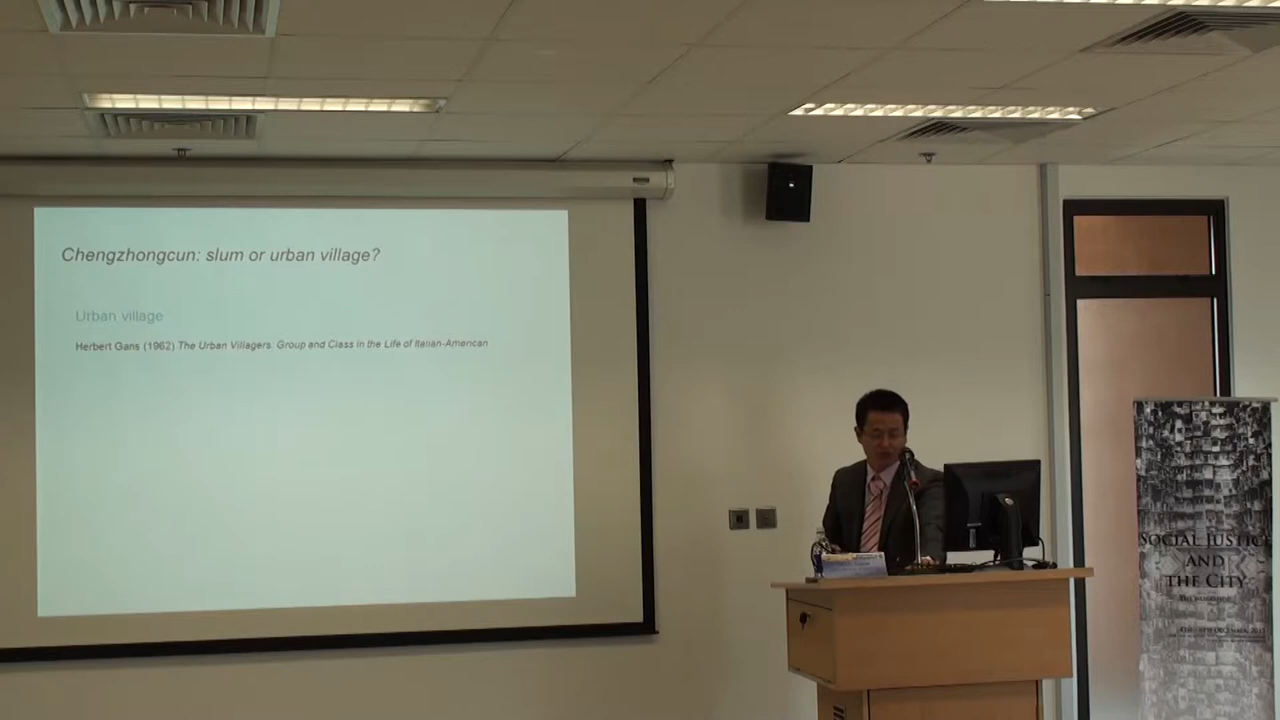 Chengzhongcun: slum or urban village?
Urban village
Herbert Gans (1962) The Urban Villagers: Group and Class in the Life of Italian-American
SOCIAL JUSTICE
AND
THE CITY